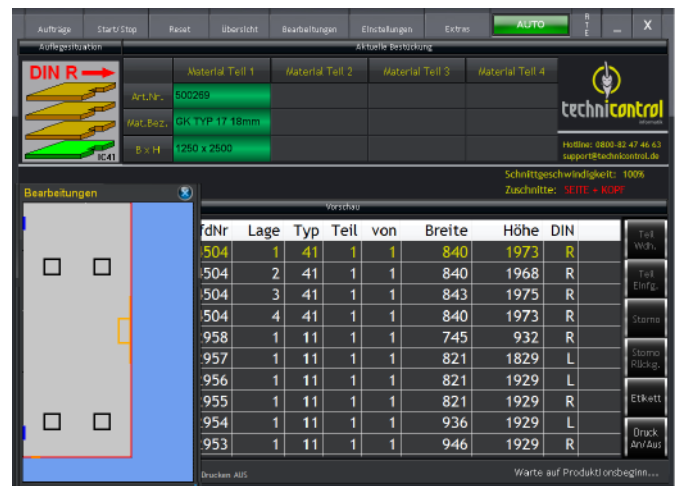 Aufträge Start/Stop Reset Übersicht Bearbeitungen Einstellungen Extras AUTO R T E _ X
Auflegesituation Aktuelle Bestückung
DIN R
IC41
Material Teil 1 Material Teil 2 Material Teil 3 Material Teil 4
Art.Nr. 500269
Mat.Bez. GK TYP 17 18mm
B x H 1250 x 2500
technicontrol
informatik
Hotline: 0800-82 47 46 63
support@technicontrol.de
Schnittgeschwindigkeit: 100%
Zuschnitte: SEITE + KOPF
Bearbeitungen
Vorschau
fdNr Lage Typ Teil von Breite Höhe DIN
504 1 41 1 1 840 1973 R
504 2 41 1 1 840 1968 R
504 3 41 1 1 843 1975 R
504 4 41 1 1 840 1973 R
958 1 11 1 1 745 932 R
957 1 11 1 1 821 1829 L
956 1 11 1 1 821 1929 L
955 1 11 1 1 821 1929 R
954 1 11 1 1 936 1929 L
953 1 11 1 1 946 1929 R
Teil
Wdh.
Teil
Einfg.
Storno
Storno
Rückg.
Etikett
Druck
An/Aus
Drucken AUS Warte auf Produktionsbeginn...